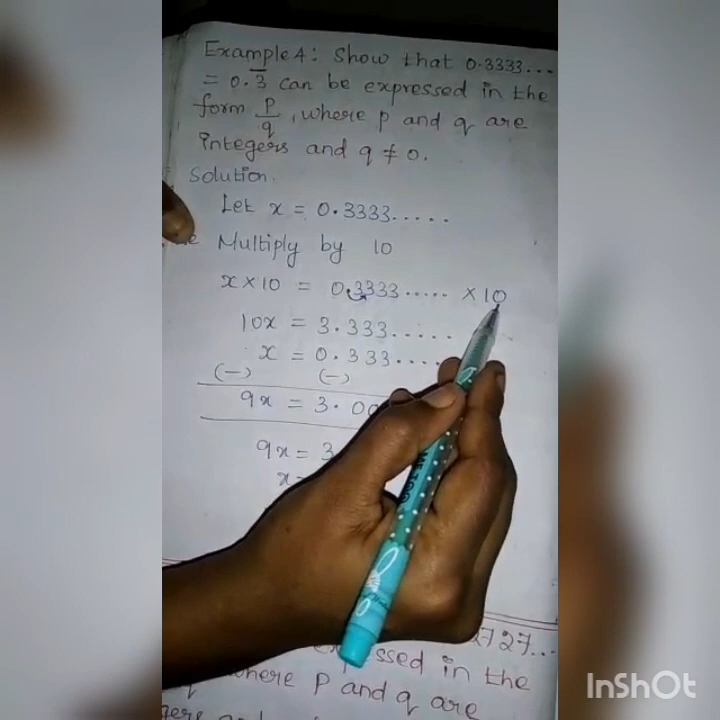 Example 4: Show that 0.3333...
= 0.3̅ can be expressed in the
form p/q, where p and q are
integers and q ≠ 0.
Solution.
Let x = 0.3333.....
Multiply by 10
x × 10 = 0.3333..... × 10
10x = 3.333......
x = 0.333....
(-) (-)
9x = 3.00
9x = 3
x =
2727...
ssed in the
here p and q are